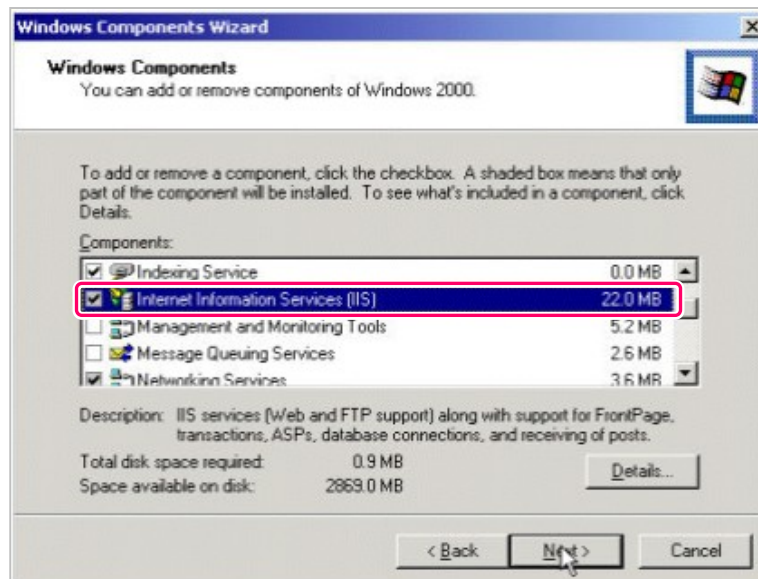 Windows Components Wizard
Windows Components
You can add or remove components of Windows 2000.
To add or remove a component, click the checkbox. A shaded box means that only
part of the component will be installed. To see what's included in a component, click
Details.
Components:
Indexing Service 0.0 MB
Internet Information Services (IIS) 22.0 MB
Management and Monitoring Tools 5.2 MB
Message Queuing Services 2.6 MB
Networking Services 3.6 MB
Description: IIS services (Web and FTP support) along with support for FrontPage,
transactions, ASPs, database connections, and receiving of posts.
Total disk space required: 0.9 MB
Space available on disk: 2869.0 MB
Details...
< Back Next > Cancel